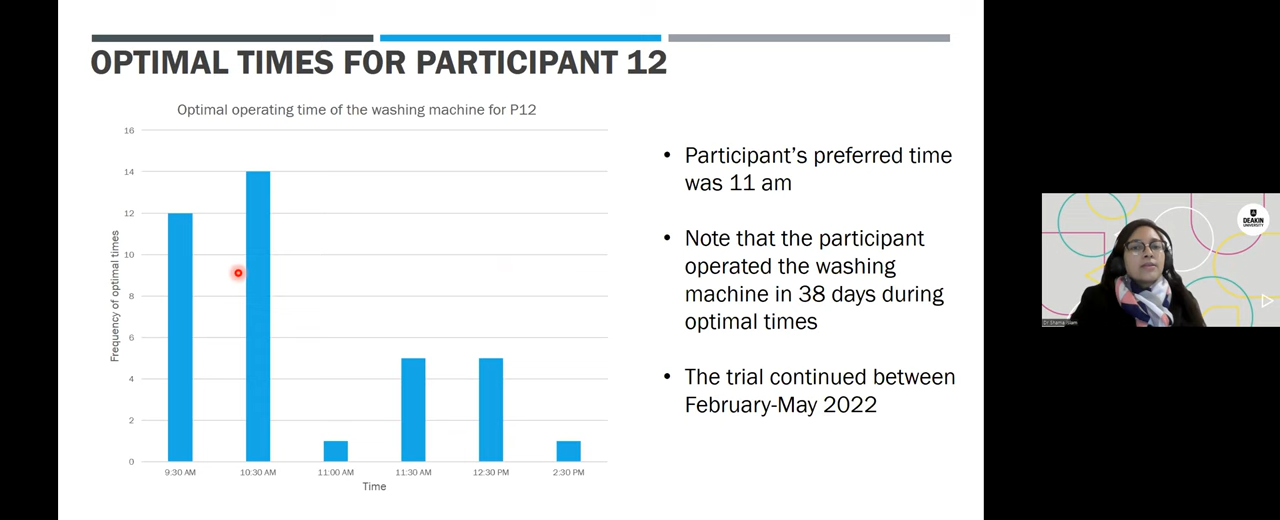 OPTIMAL TIMES FOR PARTICIPANT 12
Optimal operating time of the washing machine for P12
16
14
12
10
8
6
4
2
0
Frequency of optimal times
9:30 AM
10:30 AM
11:00 AM
11:30 AM
12:30 PM
2:30 PM
Time
• Participant's preferred time
was 11 am
• Note that the participant
operated the washing
machine in 38 days during
optimal times
• The trial continued between
February-May 2022
DEAKIN
UNIVERSITY